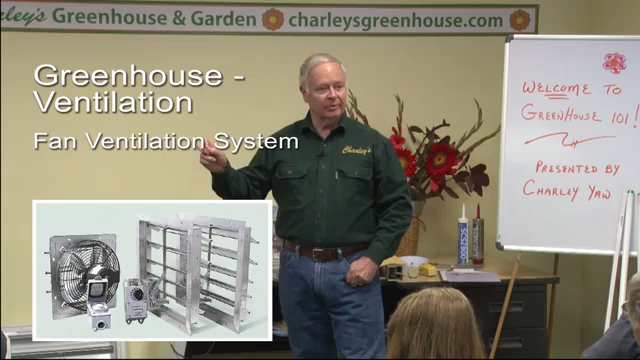 Charley's Greenhouse & Garden charleysgreenhouse.com
Greenhouse -
Ventilation
Fan Ventilation System
Charley's
WELCOME TO
GREENHOUSE 101!
PRESENTED BY
CHARLEY YAW